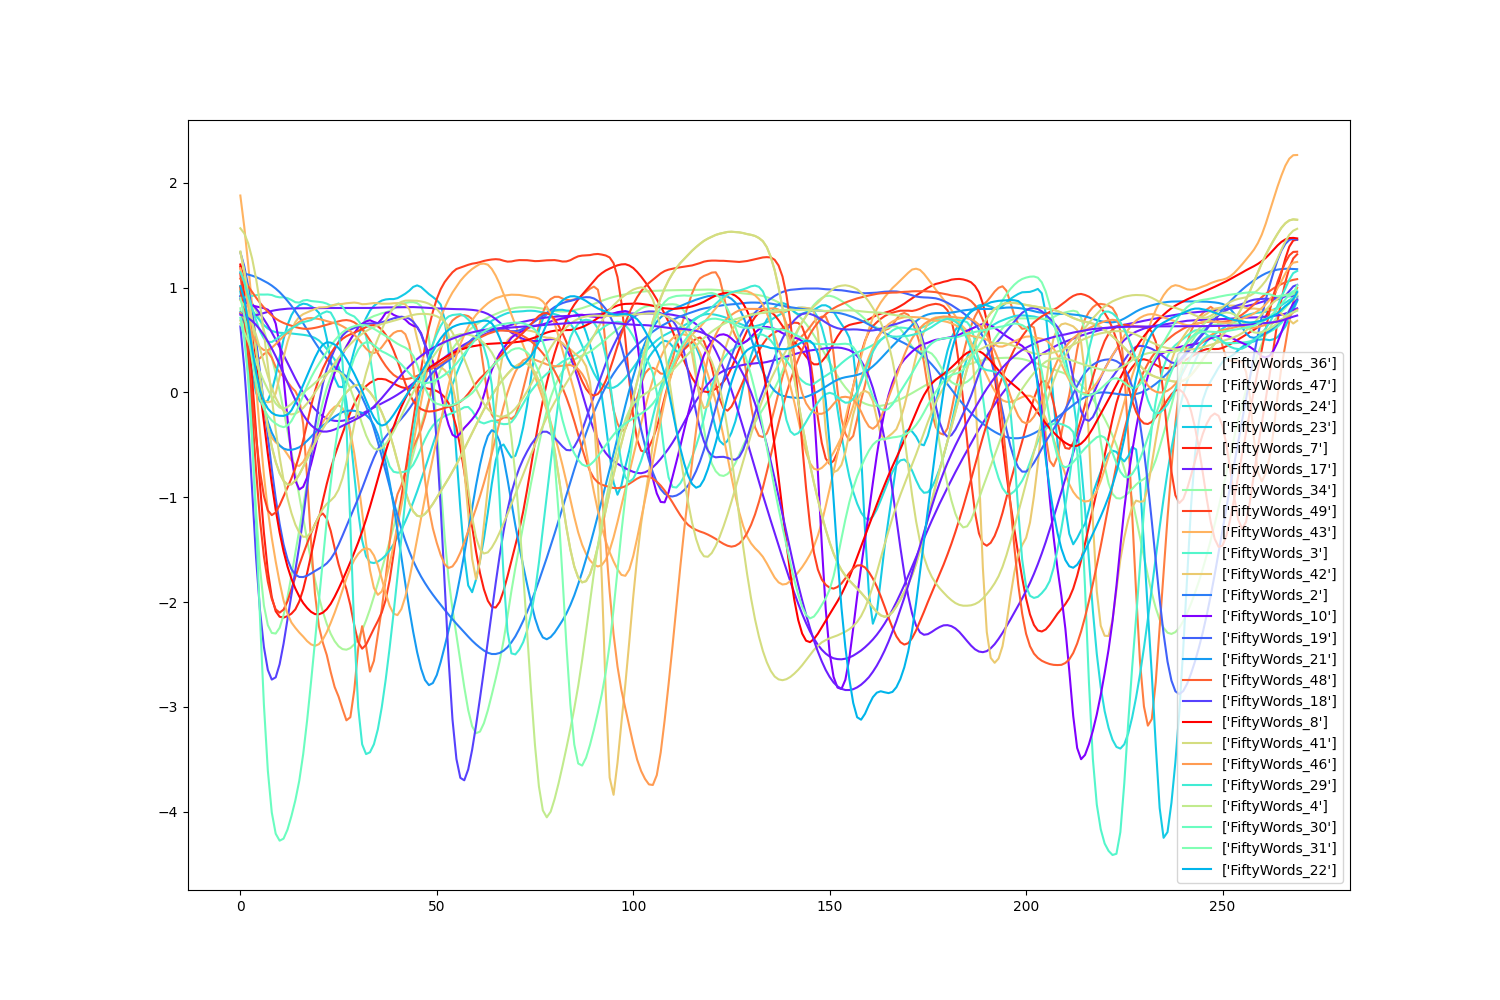 2
1
0
−1
−2
−3
−4
0
50
100
150
200
250
['FiftyWords_36']
['FiftyWords_47']
['FiftyWords_24']
['FiftyWords_23']
['FiftyWords_7']
['FiftyWords_17']
['FiftyWords_34']
['FiftyWords_49']
['FiftyWords_43']
['FiftyWords_3']
['FiftyWords_42']
['FiftyWords_2']
['FiftyWords_10']
['FiftyWords_19']
['FiftyWords_21']
['FiftyWords_48']
['FiftyWords_18']
['FiftyWords_8']
['FiftyWords_41']
['FiftyWords_46']
['FiftyWords_29']
['FiftyWords_4']
['FiftyWords_30']
['FiftyWords_31']
['FiftyWords_22']